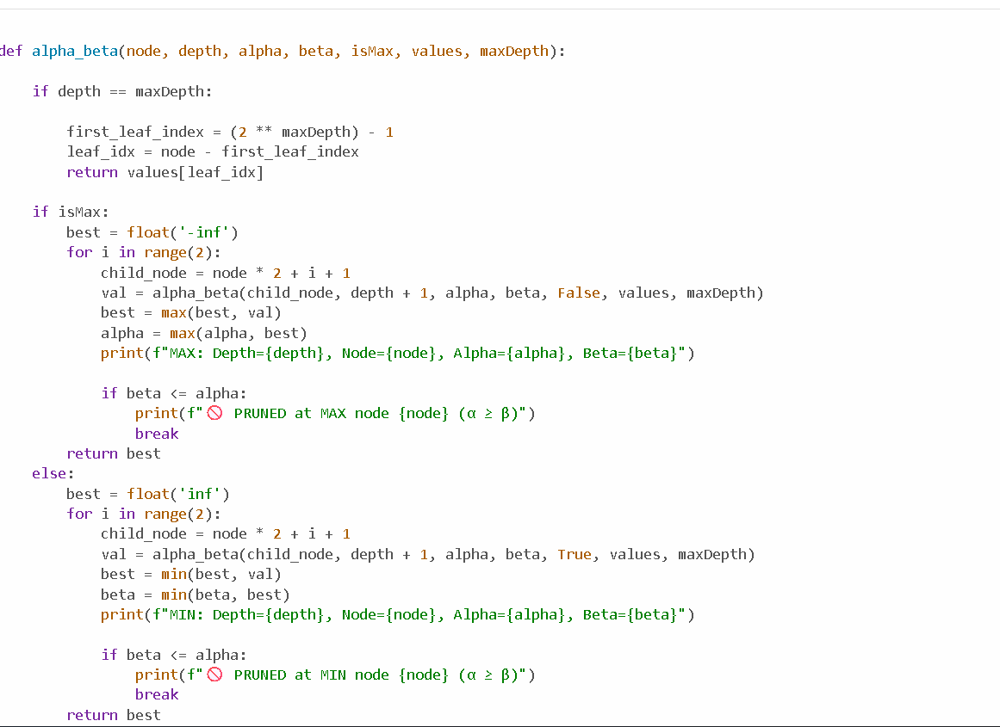 def alpha_beta(node, depth, alpha, beta, isMax, values, maxDepth):
    if depth == maxDepth:
        first_leaf_index = (2 ** maxDepth) - 1
        leaf_idx = node - first_leaf_index
        return values[leaf_idx]
    if isMax:
        best = float('-inf')
        for i in range(2):
            child_node = node * 2 + i + 1
            val = alpha_beta(child_node, depth + 1, alpha, beta, False, values, maxDepth)
            best = max(best, val)
            alpha = max(alpha, best)
            print(f"MAX: Depth={depth}, Node={node}, Alpha={alpha}, Beta={beta}")
            if beta <= alpha:
                print(f"🚫 PRUNED at MAX node {node} (α ≥ β)")
                break
        return best
    else:
        best = float('inf')
        for i in range(2):
            child_node = node * 2 + i + 1
            val = alpha_beta(child_node, depth + 1, alpha, beta, True, values, maxDepth)
            best = min(best, val)
            beta = min(beta, best)
            print(f"MIN: Depth={depth}, Node={node}, Alpha={alpha}, Beta={beta}")
            if beta <= alpha:
                print(f"🚫 PRUNED at MIN node {node} (α ≥ β)")
                break
        return best